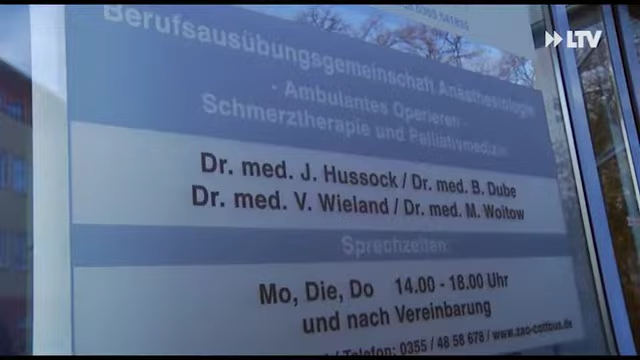 LTV
Berufsausübungsgemeinschaft Anästhesiologie
- Ambulantes Operieren -
Schmerztherapie und Palliativmedizin
Dr. med. J. Hussock / Dr. med. B. Dube
Dr. med. V. Wieland / Dr. med. M. Woitow
Sprechzeiten:
Mo, Die, Do 14.00 - 18.00 Uhr
und nach Vereinbarung
/ Telefon: 0355 / 48 58 678 / www.zao-cottbus.de